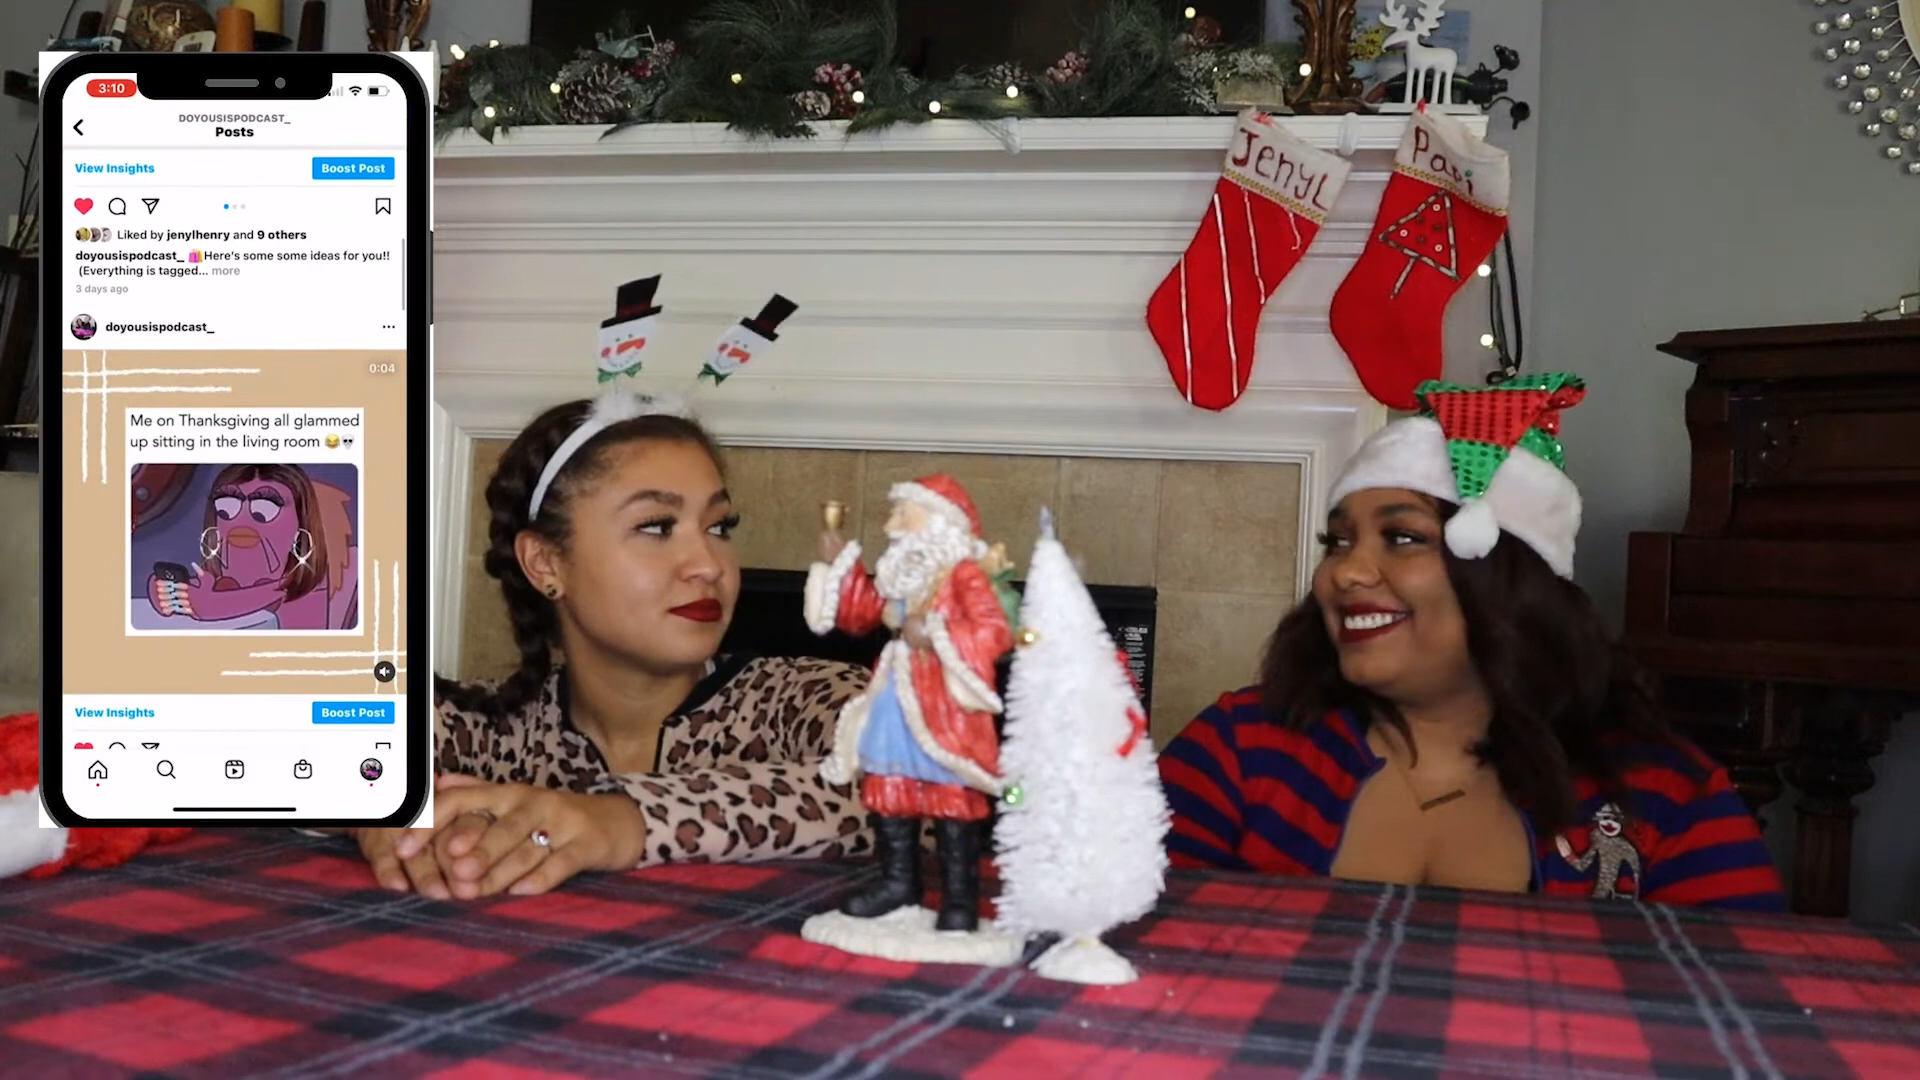 3:10
DOYOUSISPODCAST_
Posts
View Insights
Boost Post
Liked by jenylhenry and 9 others
doyousispodcast_ 🛍️Here's some some ideas for you!!
(Everything is tagged... more
3 days ago
doyousispodcast_
0:04
Me on Thanksgiving all glammed
up sitting in the living room 😂💀
View Insights
Boost Post
Jenyl
Papi